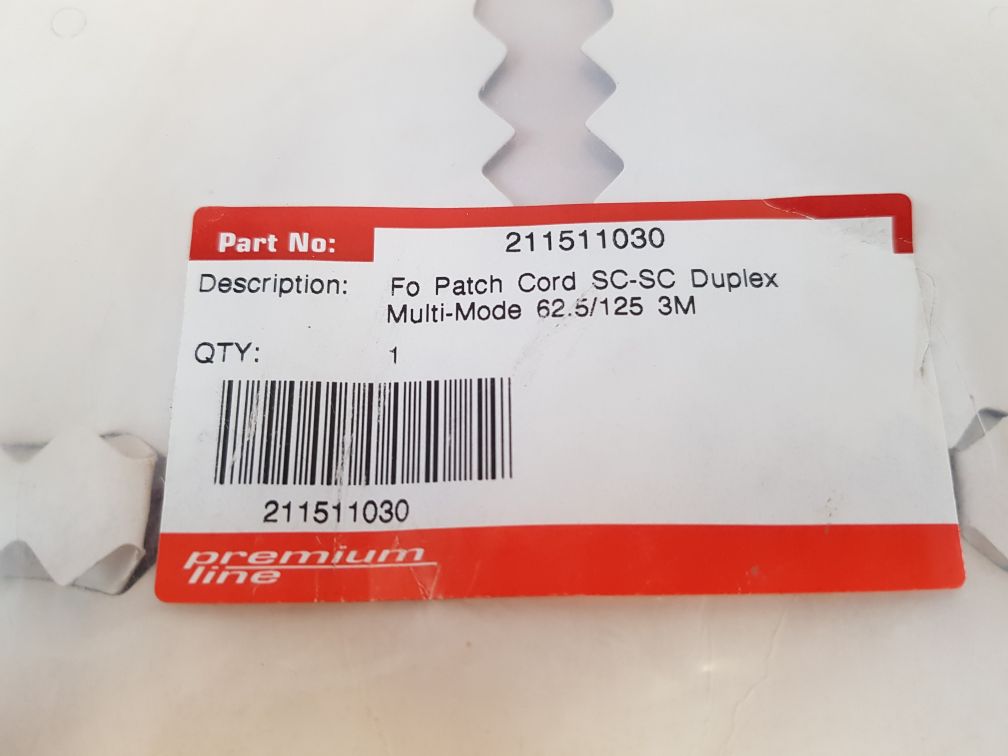 Part No: 211511030
Description: Fo Patch Cord SC-SC Duplex
Multi-Mode 62.5/125 3M
QTY: 1
211511030
premium
line